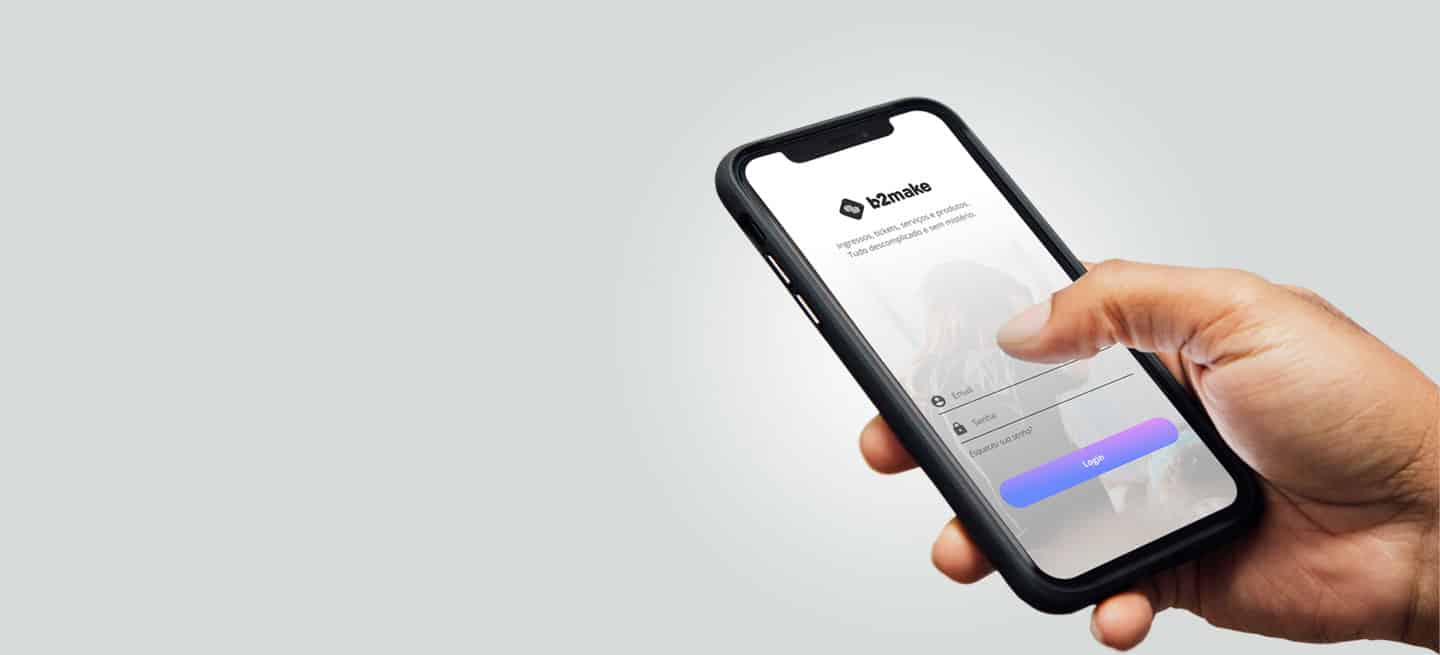 b2make
Ingressos, tickets, serviços e produtos.
Tudo descomplicado e sem mistério.
Email
Senha
Esqueceu sua senha?
Login